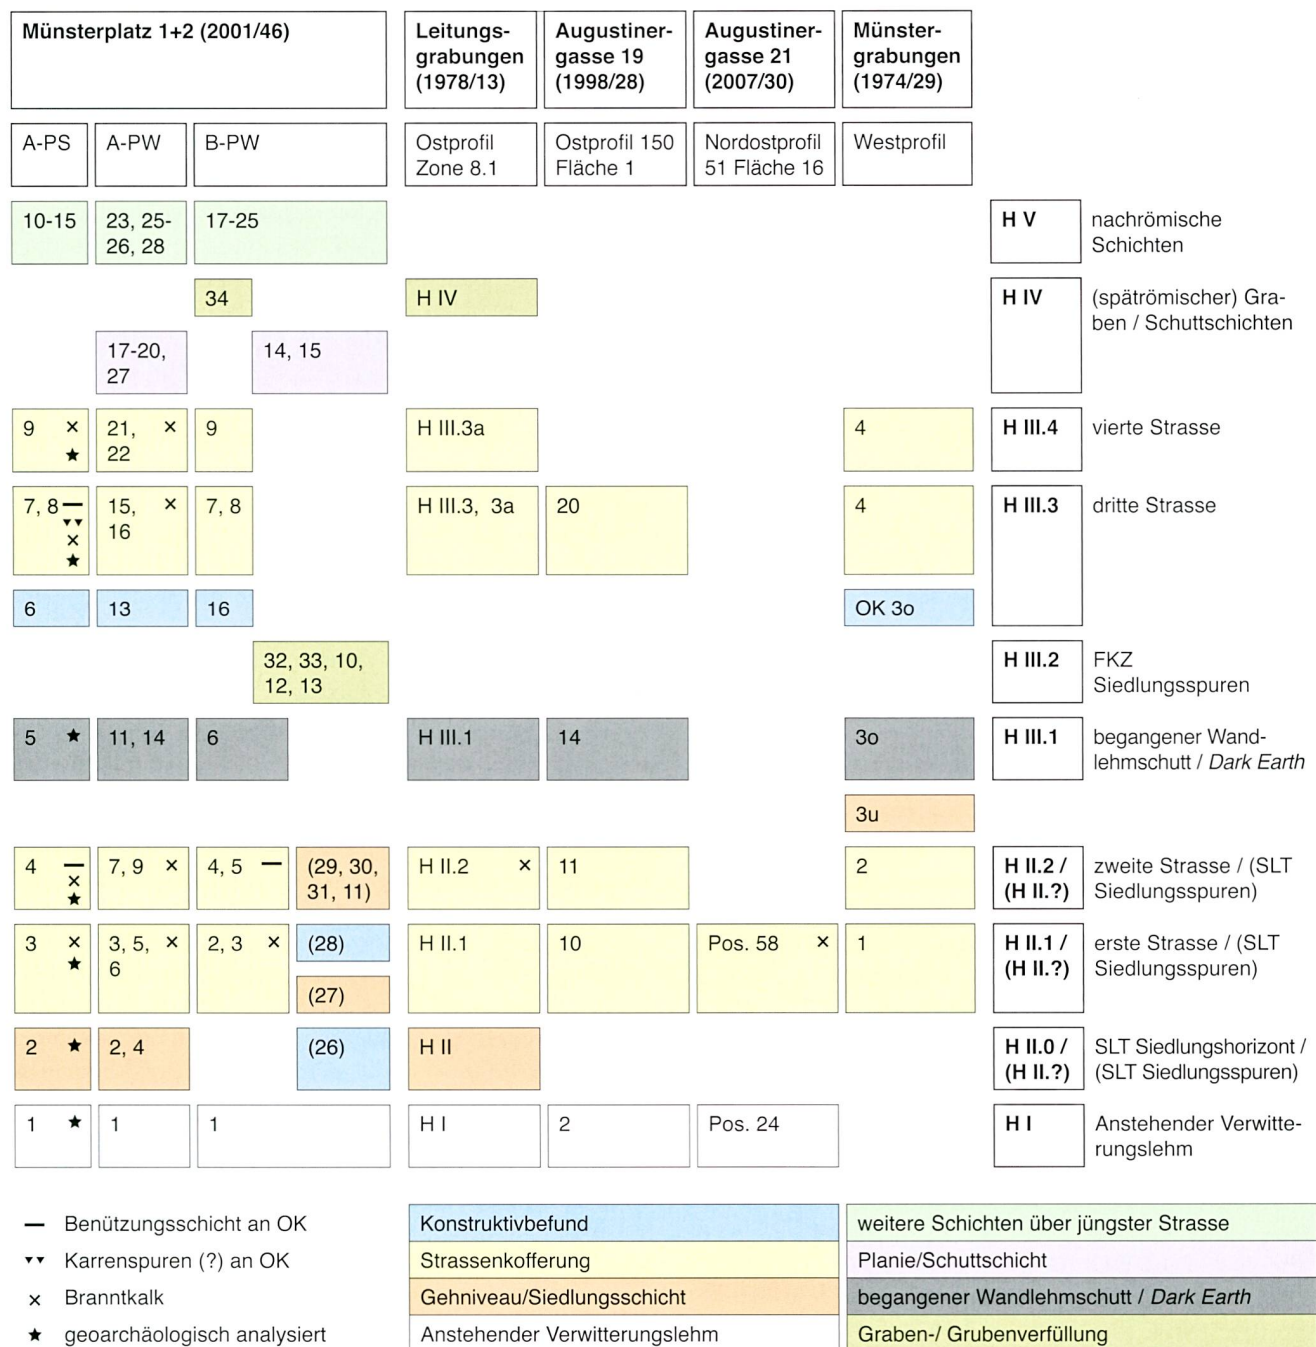 Münsterplatz 1+2 (2001/46)
Leitungs-
grabungen
(1978/13)
Augustiner-
gasse 19
(1998/28)
Augustiner-
gasse 21
(2007/30)
Münster-
grabungen
(1974/29)
A-PS
A-PW
B-PW
Ostprofil
Zone 8.1
Ostprofil 150
Fläche 1
Nordostprofil
51 Fläche 16
Westprofil
10-15
23, 25-
26, 28
17-25
H V
nachrömische
Schichten
34
H IV
H IV
(spätrömischer) Gra-
ben / Schuttschichten
17-20,
27
14, 15
9 ×
★
21, ×
22
9
H III.3a
4
H III.4
vierte Strasse
7, 8 –
▾▾
×
★
15, ×
16
7, 8
H III.3, 3a
20
4
H III.3
dritte Strasse
6
13
16
OK 3o
32, 33, 10,
12, 13
H III.2
FKZ
Siedlungsspuren
5 ★
11, 14
6
H III.1
14
3o
H III.1
begangener Wand-
lehmschutt / Dark Earth
3u
4 –
×
★
7, 9 ×
4, 5 –
(29, 30,
31, 11)
H II.2 ×
11
2
H II.2 /
(H II.?)
zweite Strasse / (SLT
Siedlungsspuren)
3 ×
★
3, 5, ×
6
2, 3 ×
(28)
(27)
H II.1
10
Pos. 58 ×
1
H II.1 /
(H II.?)
erste Strasse / (SLT
Siedlungsspuren)
2 ★
2, 4
(26)
H II
H II.0 /
(H II.?)
SLT Siedlungshorizont /
(SLT Siedlungsspuren)
1 ★
1
1
H I
2
Pos. 24
H I
Anstehender Verwitte-
rungslehm
– Benützungsschicht an OK
▾▾ Karrenspuren (?) an OK
× Branntkalk
★ geoarchäologisch analysiert
Konstruktivbefund
Strassenkofferung
Gehniveau/Siedlungsschicht
Anstehender Verwitterungslehm
weitere Schichten über jüngster Strasse
Planie/Schuttschicht
begangener Wandlehmschutt / Dark Earth
Graben-/ Grubenverfüllung